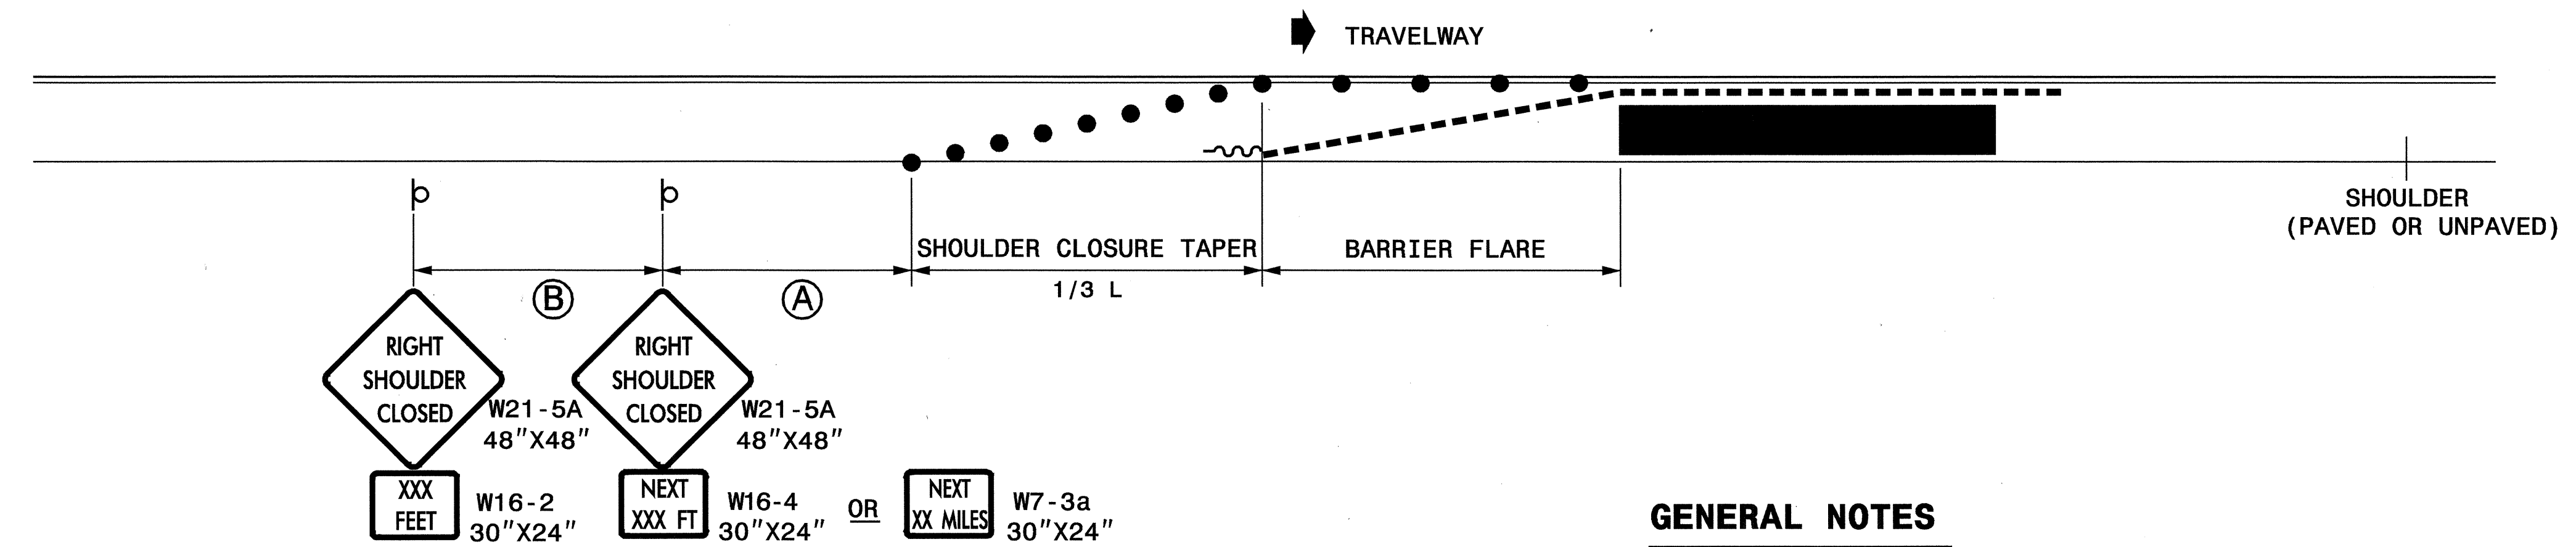 TRAVELWAY
SHOULDER
(PAVED OR UNPAVED)
SHOULDER CLOSURE TAPER
BARRIER FLARE
1/3 L
B
A
RIGHT
SHOULDER
CLOSED
W21-5A
48"X48"
RIGHT
SHOULDER
CLOSED
W21-5A
48"X48"
XXX
FEET
W16-2
30"X24"
NEXT
XXX FT
W16-4
30"X24"
OR
NEXT
XX MILES
W7-3a
30"X24"
GENERAL NOTES